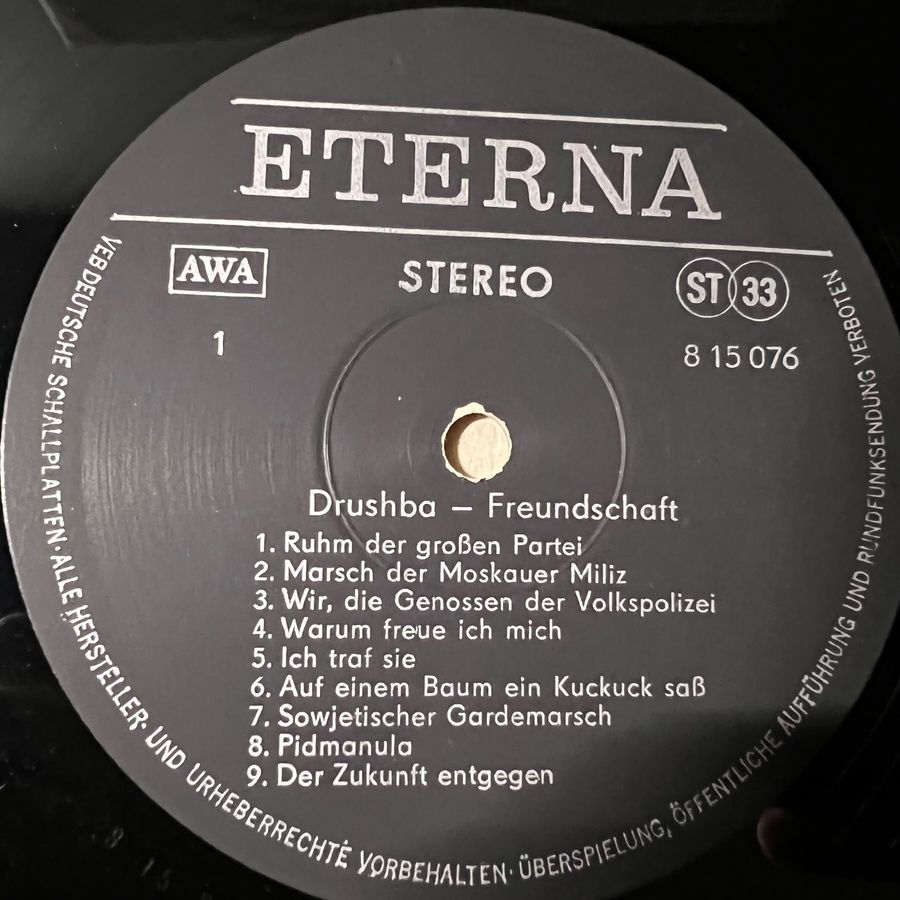 ETERNA
AWA
STEREO
ST 33
1
8 15 076
Drushba – Freundschaft
1. Ruhm der großen Partei
2. Marsch der Moskauer Miliz
3. Wir, die Genossen der Volkspolizei
4. Warum freue ich mich
5. Ich traf sie
6. Auf einem Baum ein Kuckuck saß
7. Sowjetischer Gardemarsch
8. Pidmanula
9. Der Zukunft entgegen
VEB DEUTSCHE SCHALLPLATTEN · ALLE HERSTELLER- UND URHEBERRECHTE VORBEHALTEN · ÜBERSPIELUNG, ÖFFENTLICHE AUFFÜHRUNG UND RUNDFUNKSENDUNG VERBOTEN